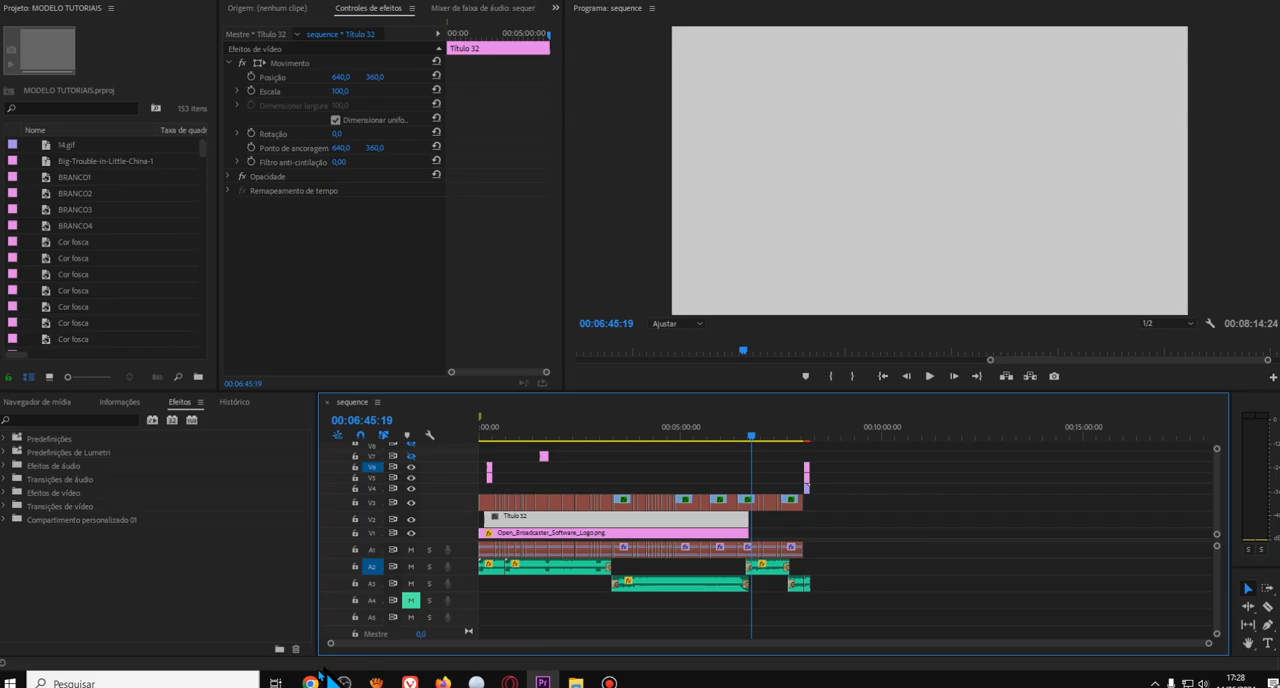 Projeto: MODELO TUTORIAIS
MODELO TUTORIAIS.prproj
153 itens
Nome
Taxa de quadr
14.gif
Big-Trouble-in-Little-China-1
BRANCO1
BRANCO2
BRANCO3
BRANCO4
Cor fosca
Cor fosca
Cor fosca
Cor fosca
Cor fosca
Cor fosca
Cor fosca
Origem: (nenhum clipe)
Controles de efeitos
Mixer da faixa de áudio: sequer
Mestre * Título 32
sequence * Título 32
:00:00
00:05:00:00
Efeitos de vídeo
Título 32
fx Movimento
Posição 640,0 360,0
Escala 100,0
Dimensionar largura 100,0
Dimensionar unifo...
Rotação 0,0
Ponto de ancoragem 640,0 360,0
Filtro anti-cintilação 0,00
fx Opacidade
fx Remapeamento de tempo
00:06:45:19
Programa: sequence
00:06:45:19
Ajustar
1/2
00:08:14:24
Navegador de mídia
Informações
Efeitos
Histórico
Predefinições
Predefinições de Lumetri
Efeitos de áudio
Transições de áudio
Efeitos de vídeo
Transições de vídeo
Compartimento personalizado 01
× sequence
00:06:45:19
:00:00
00:05:00:00
00:10:00:00
00:15:00:00
V8
V7
V6
V5
V4
V3
V2
Título 32
V1
Open_Broadcaster_Software_Logo.png
A1 M S
A2 M S
A3 M S
A4 M S
A5 M S
Mestre 0,0
S S
Pesquisar
Pr
17:28